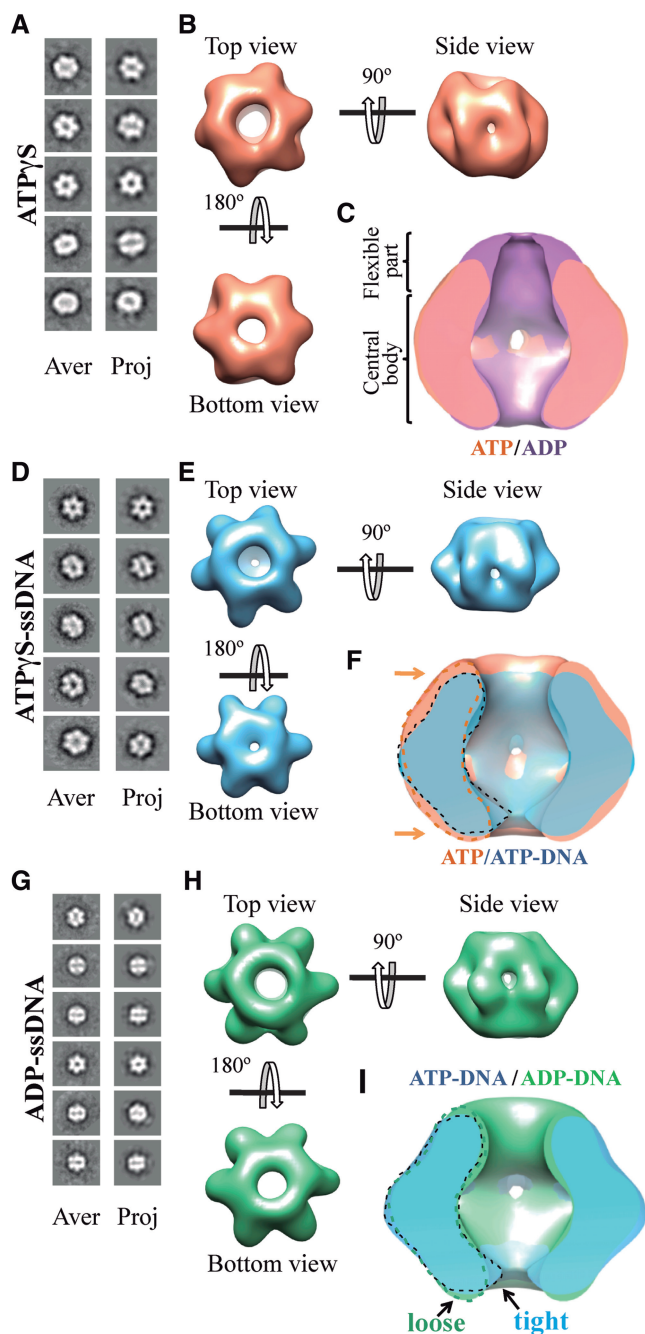 A
ATPγS
Aver Proj
B
Top view
Side view
90º
180º
Bottom view
C
Flexible part
Central body
ATP/ADP
D
ATPγS-ssDNA
Aver Proj
E
Top view
Side view
90º
180º
Bottom view
F
ATP/ATP-DNA
G
ADP-ssDNA
Aver Proj
H
Top view
Side view
90º
180º
Bottom view
I
ATP-DNA / ADP-DNA
loose tight